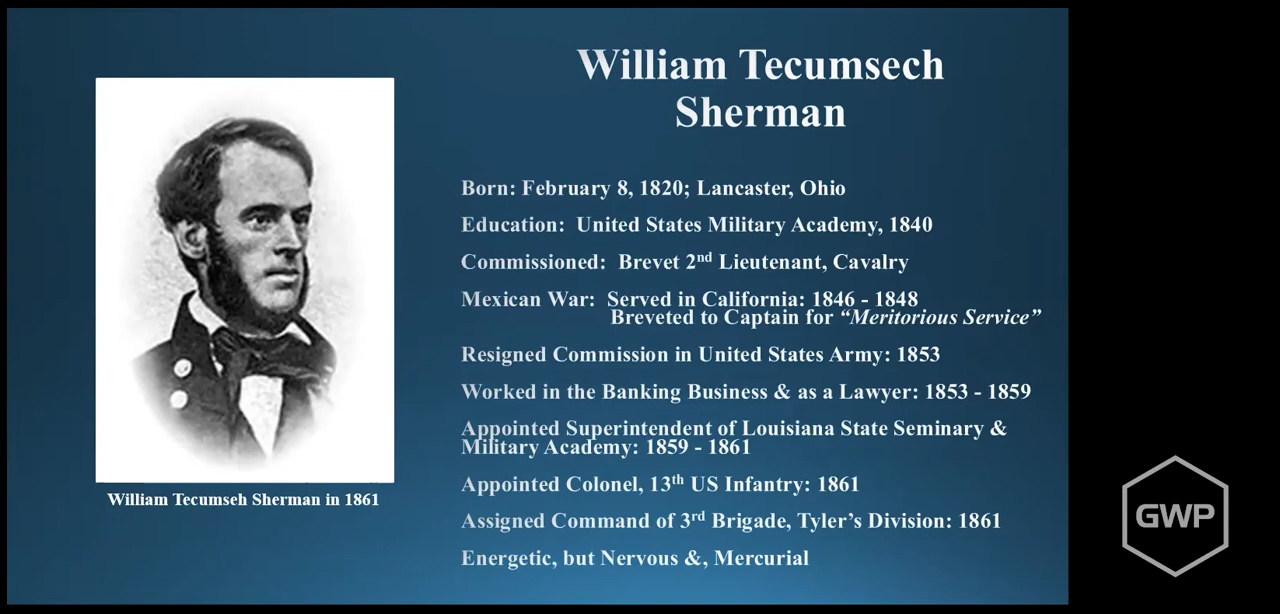 William Tecumsech
Sherman
Born: February 8, 1820; Lancaster, Ohio
Education: United States Military Academy, 1840
Commissioned: Brevet 2nd Lieutenant, Cavalry
Mexican War: Served in California: 1846 - 1848
Breveted to Captain for “Meritorious Service”
Resigned Commission in United States Army: 1853
Worked in the Banking Business & as a Lawyer: 1853 - 1859
Appointed Superintendent of Louisiana State Seminary &
Military Academy: 1859 - 1861
Appointed Colonel, 13th US Infantry: 1861
Assigned Command of 3rd Brigade, Tyler’s Division: 1861
Energetic, but Nervous &, Mercurial
William Tecumseh Sherman in 1861
GWP